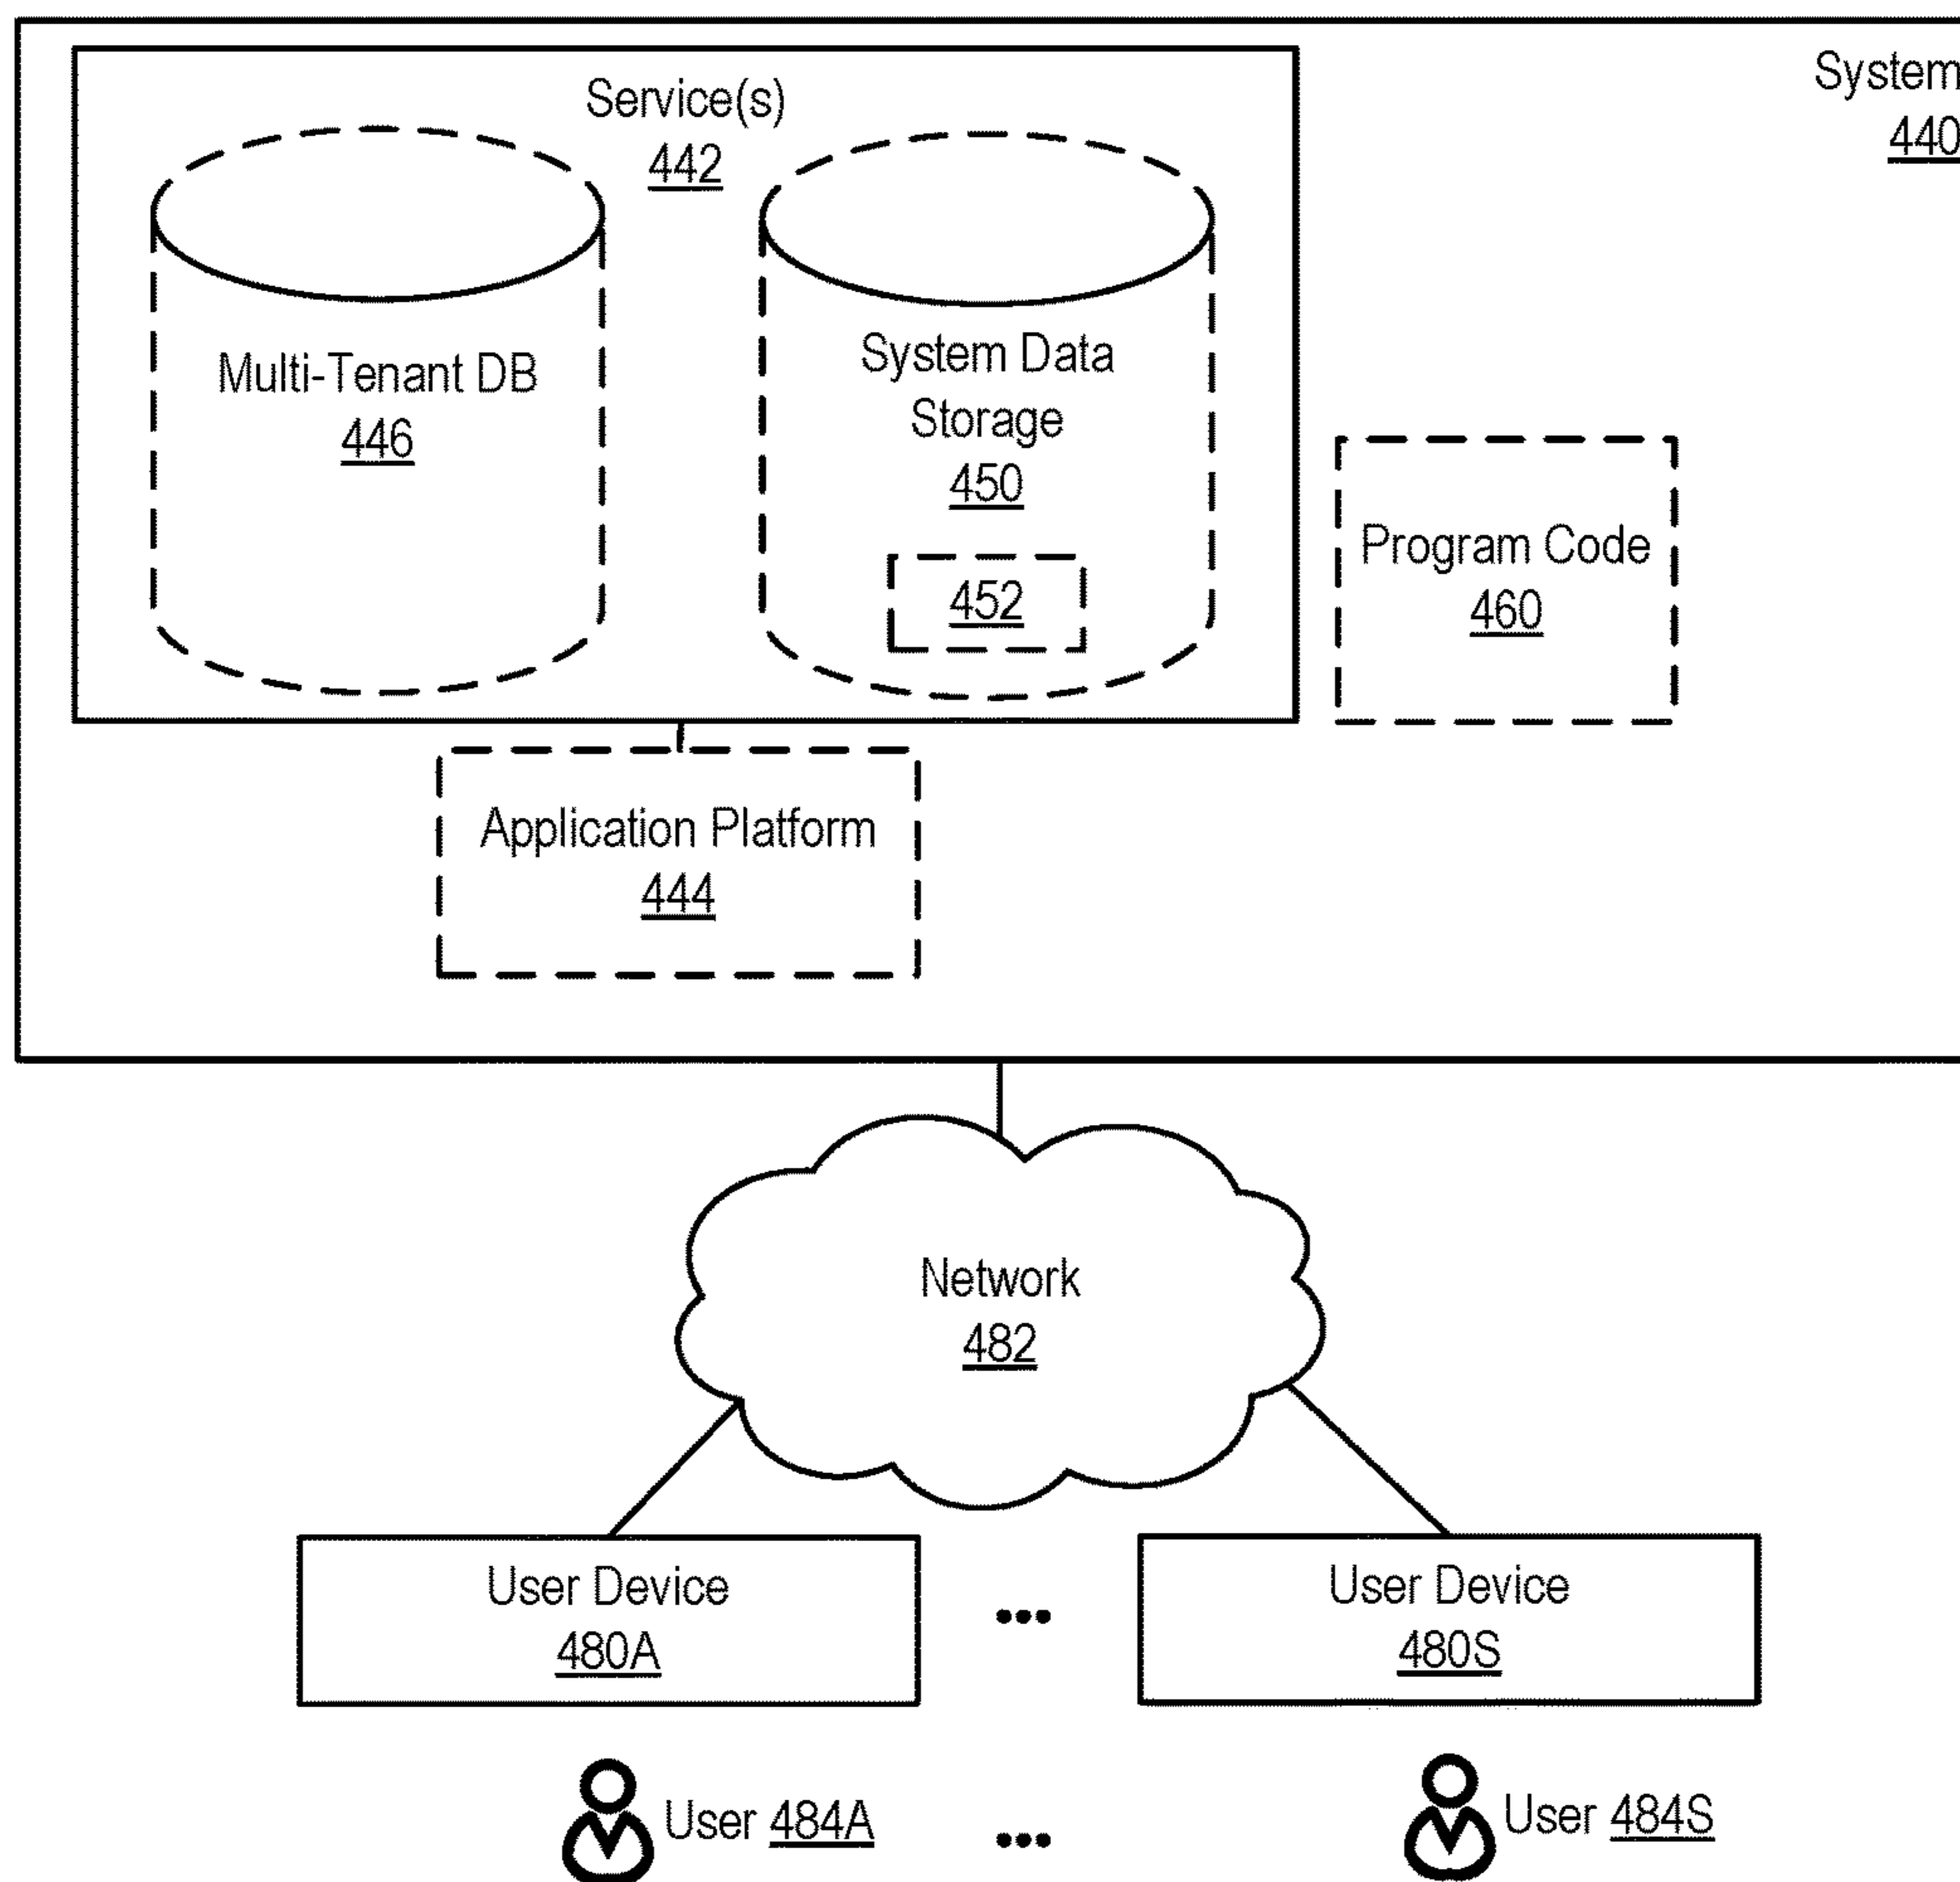 System
440
Service(s)
442
Multi-Tenant DB
446
System Data
Storage
450
452
Program Code
460
Application Platform
444
Network
482
User Device
480A
...
User Device
480S
User 484A
...
User 484S